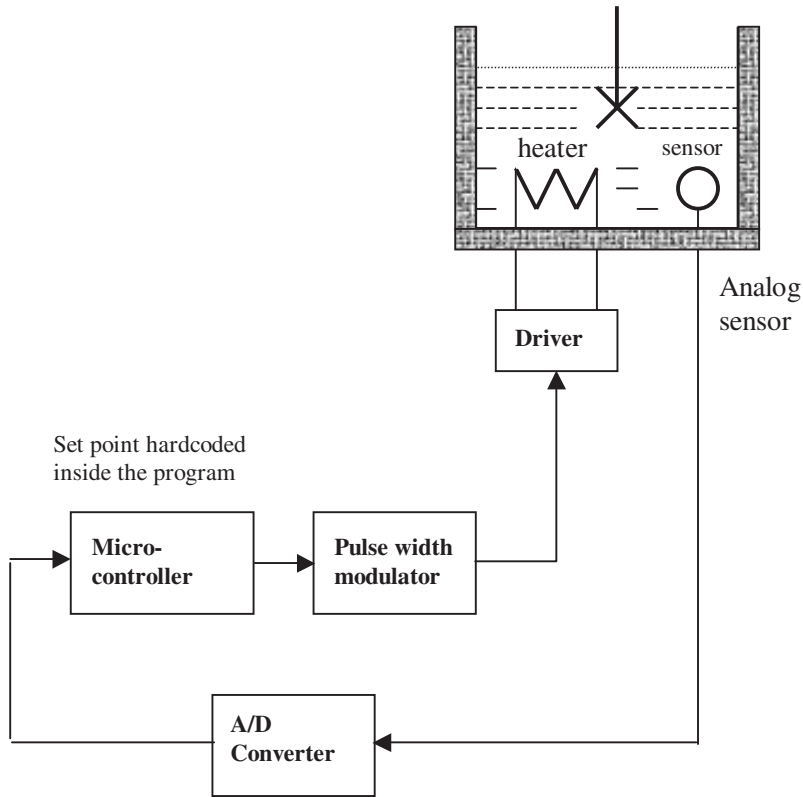 heater
sensor
Analog
sensor
Driver
Set point hardcoded
inside the program
Micro-
controller
Pulse width
modulator
A/D
Converter